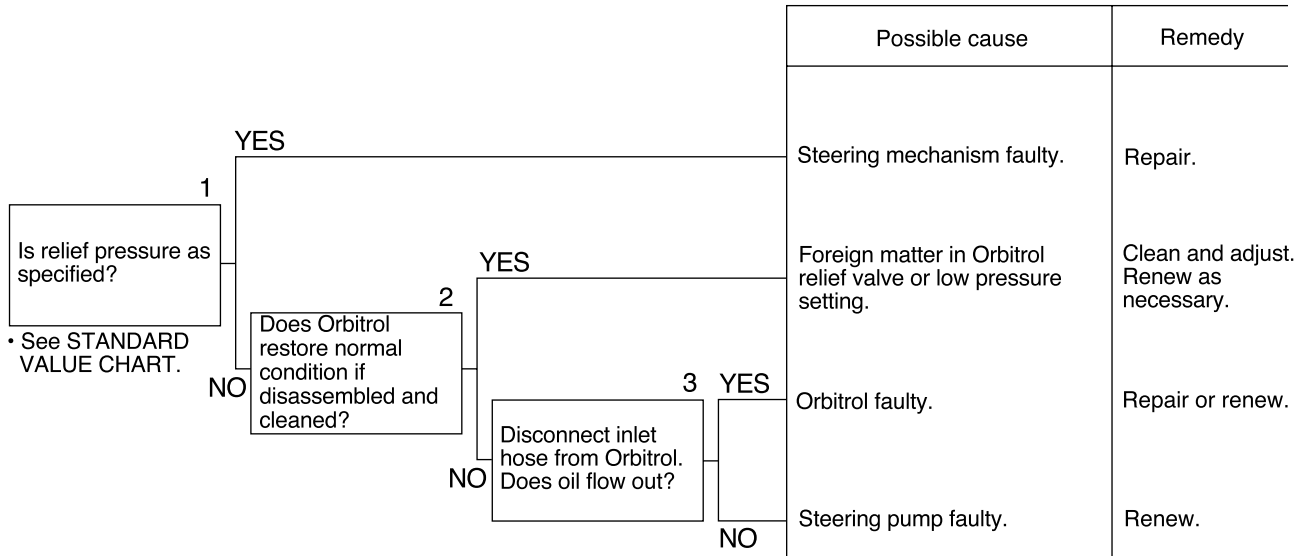 Possible cause
Remedy
YES
Steering mechanism faulty.
Repair.
1
Is relief pressure as
specified?
• See STANDARD
VALUE CHART.
NO
YES
Foreign matter in Orbitrol
relief valve or low pressure
setting.
Clean and adjust.
Renew as
necessary.
2
Does Orbitrol
restore normal
condition if
disassembled and
cleaned?
NO
3
YES
Orbitrol faulty.
Repair or renew.
Disconnect inlet
hose from Orbitrol.
Does oil flow out?
NO
Steering pump faulty.
Renew.